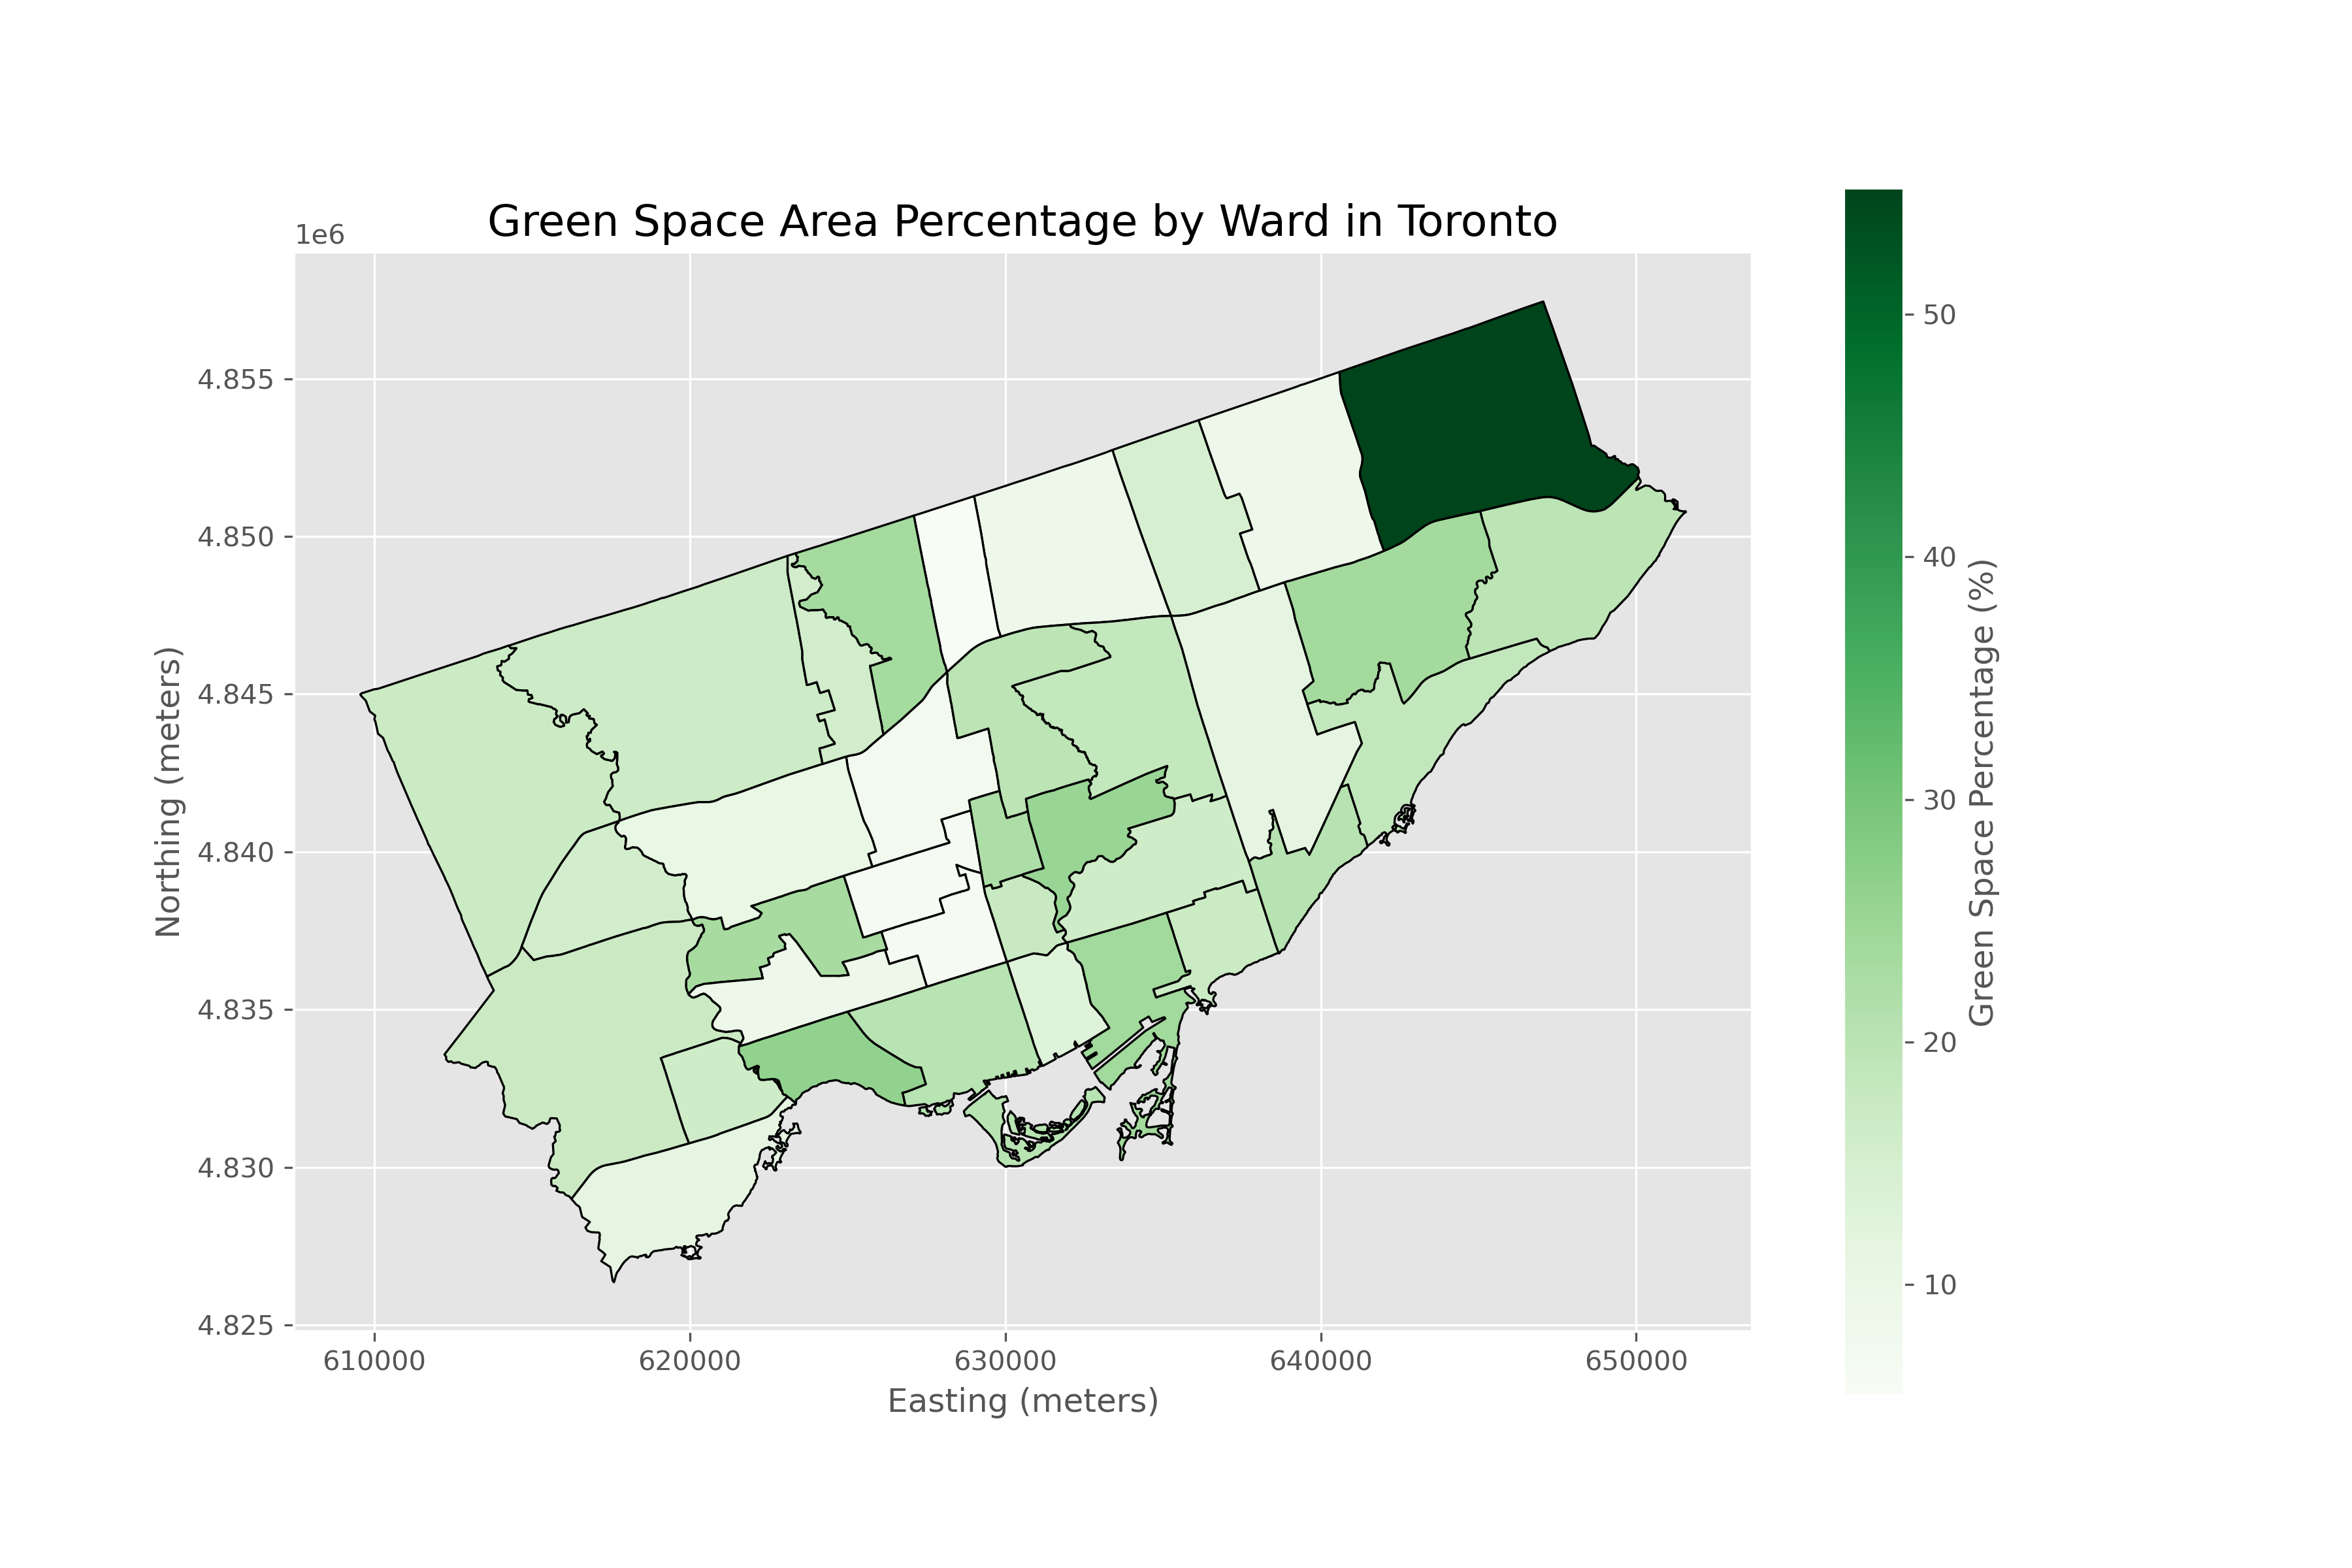 Green Space Area Percentage by Ward in Toronto
1e6
4.855
4.850
4.845
4.840
4.835
4.830
4.825
Northing (meters)
610000 620000 630000 640000 650000
Easting (meters)
50
40
30
20
10
Green Space Percentage (%)